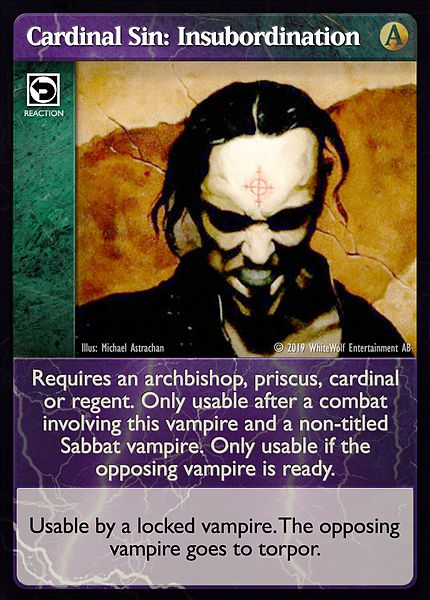 Cardinal Sin: Insubordination
A
REACTION
Illus: Michael Astrachan
© 2019 WhiteWolf Entertainment AB
Requires an archbishop, priscus, cardinal
or regent. Only usable after a combat
involving this vampire and a non-titled
Sabbat vampire. Only usable if the
opposing vampire is ready.
Usable by a locked vampire. The opposing
vampire goes to torpor.